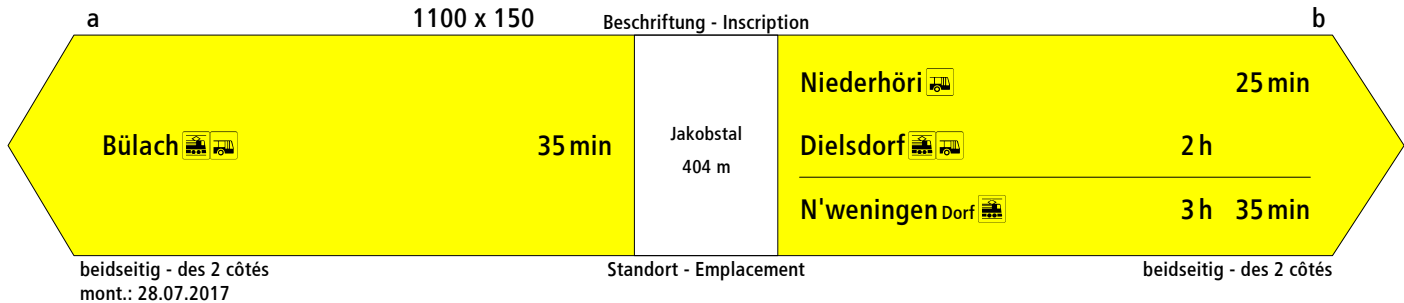 a 1100 x 150 Beschriftung - Inscription b
Niederhöri 25 min
Bülach 35 min
Jakobstal
404 m
Dielsdorf 2 h
N'weningen Dorf 3 h 35 min
beidseitig - des 2 côtés Standort - Emplacement beidseitig - des 2 côtés
mont.: 28.07.2017